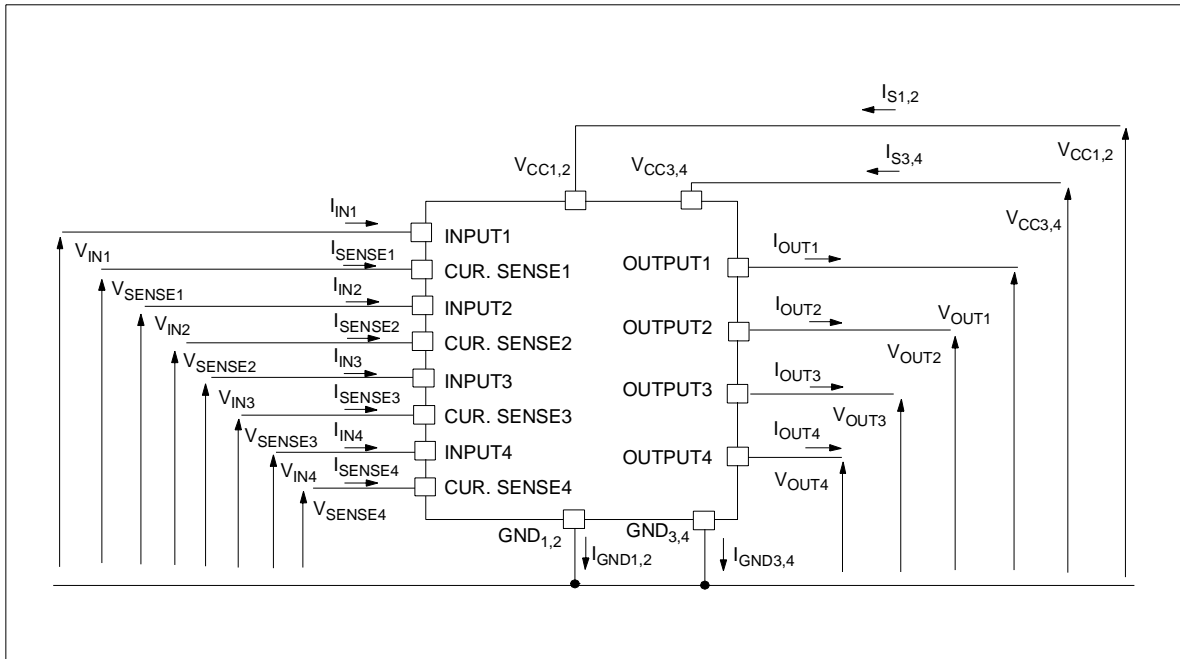 I_S1,2
V_CC1,2 V_CC3,4 I_S3,4 V_CC1,2
I_IN1
V_IN1 INPUT1 V_CC3,4
I_SENSE1 OUTPUT1 I_OUT1
CUR. SENSE1
V_SENSE1 I_IN2
INPUT2 I_OUT2
V_IN2 I_SENSE2 OUTPUT2 V_OUT1
CUR. SENSE2
V_SENSE2 I_IN3 V_OUT2
INPUT3 I_OUT3
V_IN3 I_SENSE3 OUTPUT3
CUR. SENSE3 V_OUT3
V_SENSE3 I_IN4 I_OUT4
INPUT4 OUTPUT4
V_IN4 I_SENSE4 V_OUT4
CUR. SENSE4
V_SENSE4
GND_1,2 GND_3,4
I_GND1,2 I_GND3,4